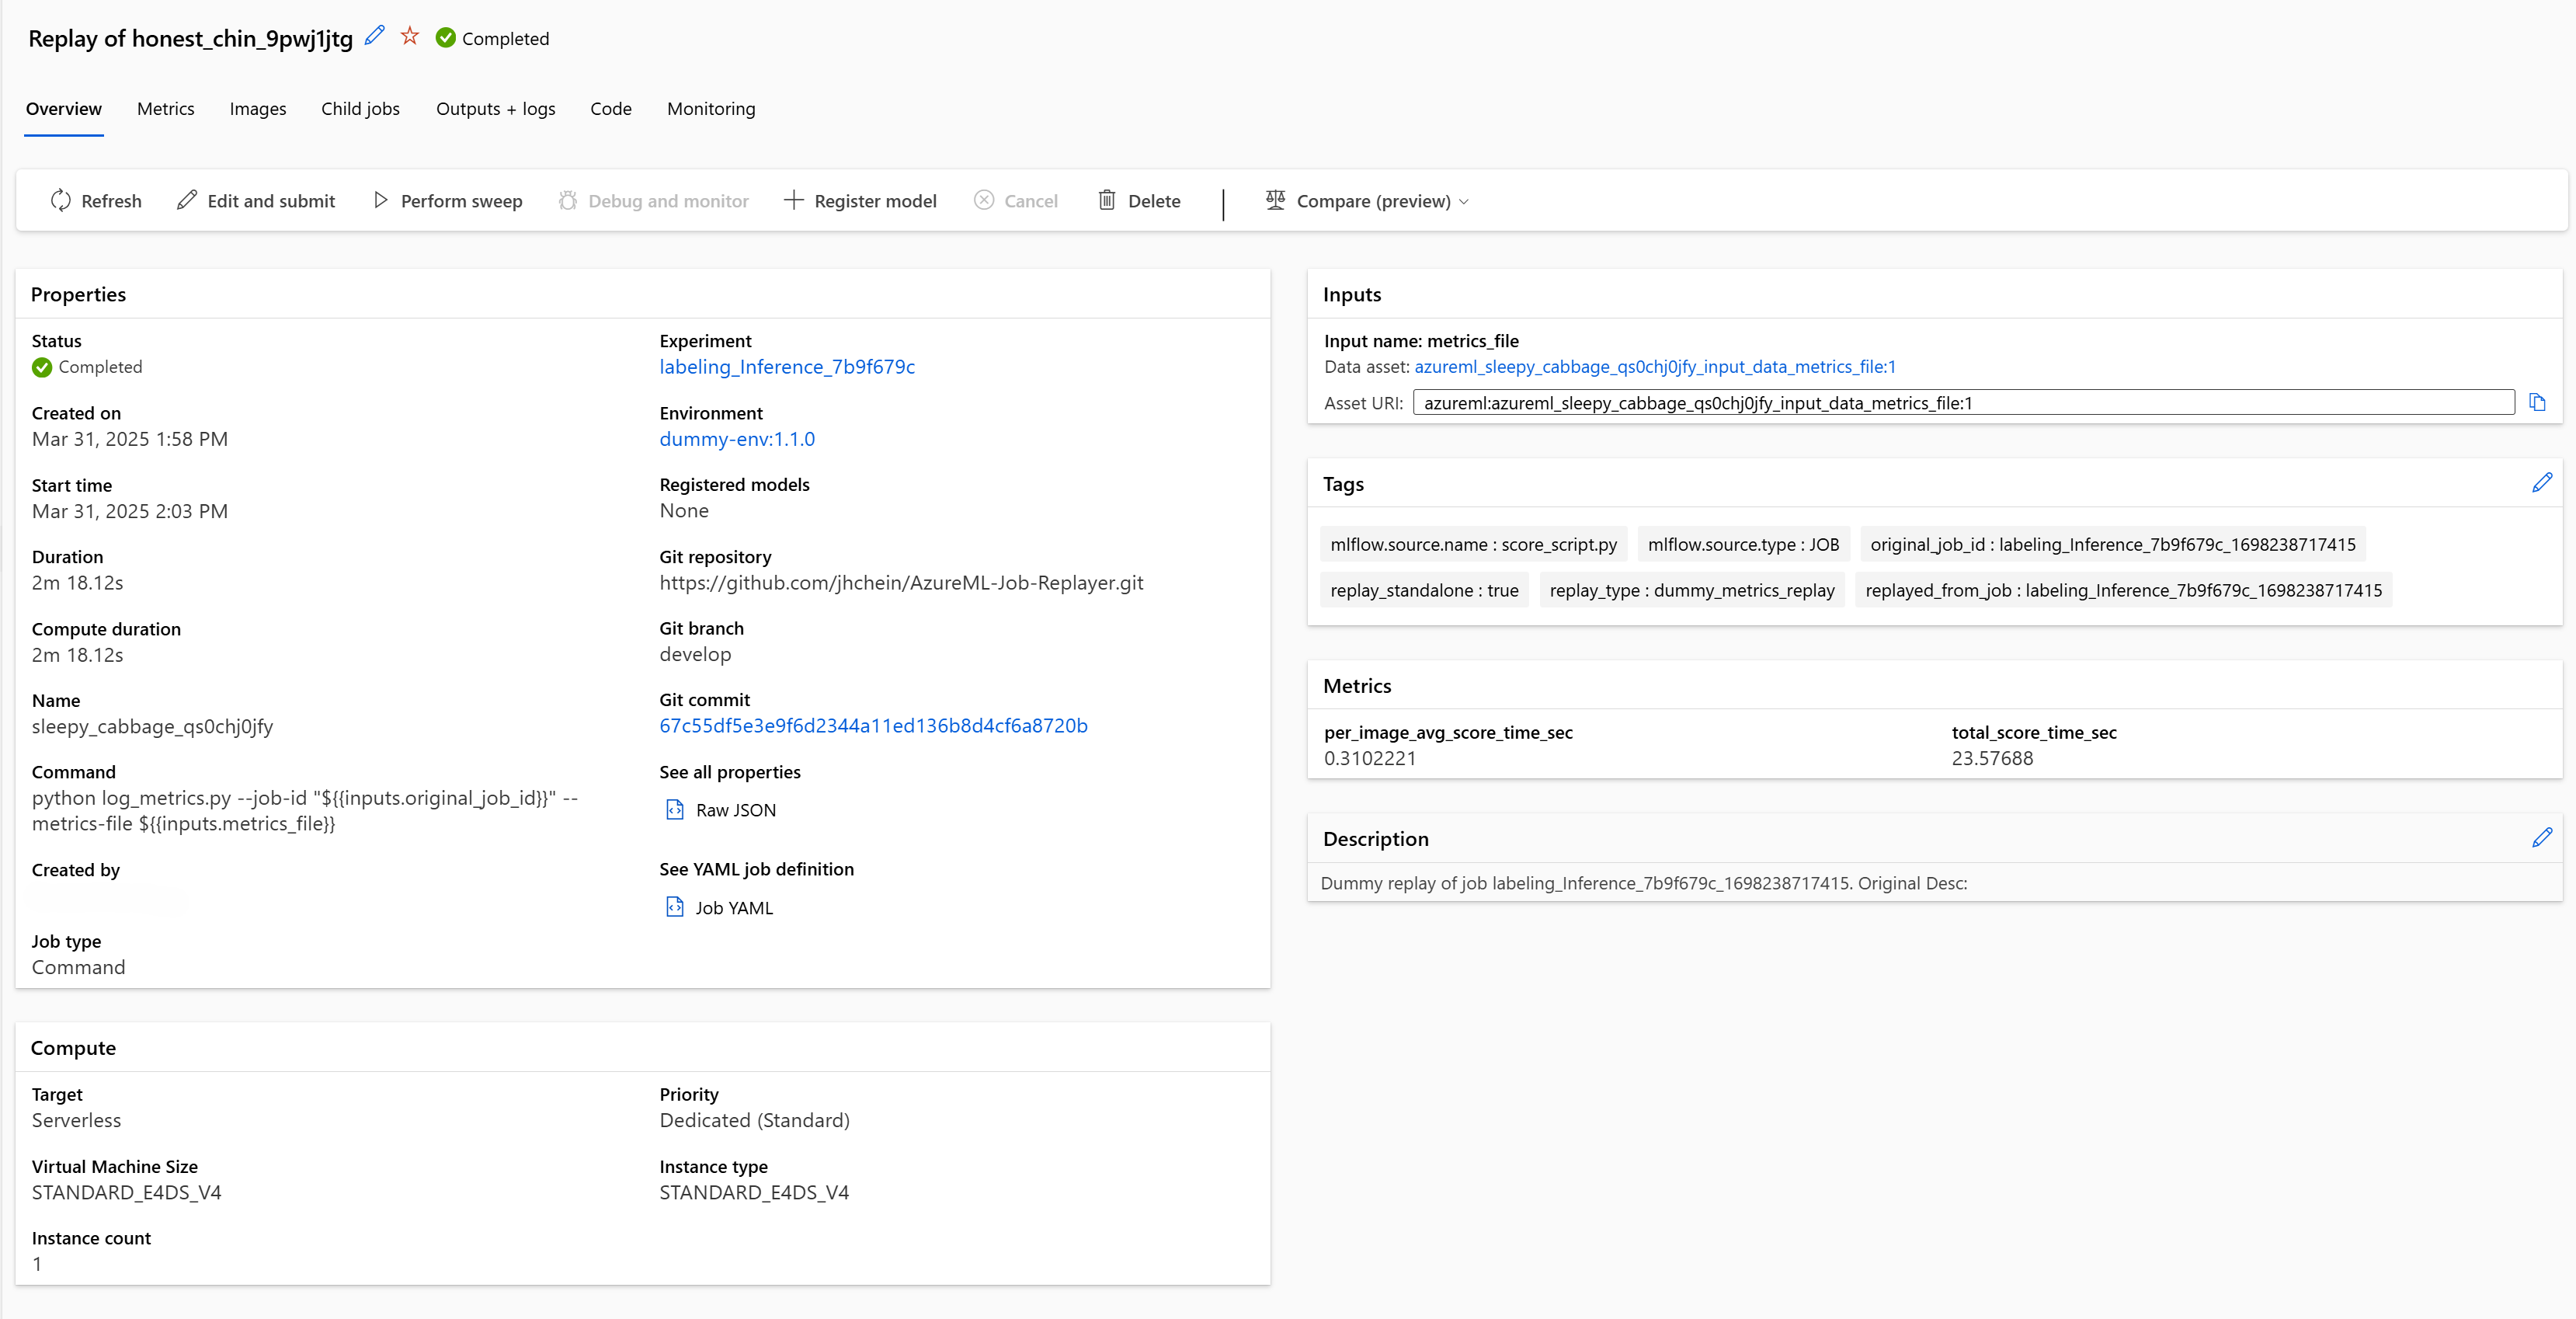 Replay of honest_chin_9pwj1jtg Completed
Overview Metrics Images Child jobs Outputs + logs Code Monitoring
Refresh Edit and submit Perform sweep Debug and monitor Register model Cancel Delete Compare (preview)
Properties
Status
Completed
Created on
Mar 31, 2025 1:58 PM
Start time
Mar 31, 2025 2:03 PM
Duration
2m 18.12s
Compute duration
2m 18.12s
Name
sleepy_cabbage_qs0chj0jfy
Command
python log_metrics.py --job-id "${{inputs.original_job_id}}" --
metrics-file ${{inputs.metrics_file}}
Created by
Job type
Command
Experiment
labeling_Inference_7b9f679c
Environment
dummy-env:1.1.0
Registered models
None
Git repository
https://github.com/jhchein/AzureML-Job-Replayer.git
Git branch
develop
Git commit
67c55df5e3e9f6d2344a11ed136b8d4cf6a8720b
See all properties
Raw JSON
See YAML job definition
Job YAML
Compute
Target
Serverless
Virtual Machine Size
STANDARD_E4DS_V4
Instance count
1
Priority
Dedicated (Standard)
Instance type
STANDARD_E4DS_V4
Inputs
Input name: metrics_file
Data asset: azureml_sleepy_cabbage_qs0chj0jfy_input_data_metrics_file:1
Asset URI: azureml:azureml_sleepy_cabbage_qs0chj0jfy_input_data_metrics_file:1
Tags
mlflow.source.name : score_script.py mlflow.source.type : JOB original_job_id : labeling_Inference_7b9f679c_1698238717415
replay_standalone : true replay_type : dummy_metrics_replay replayed_from_job : labeling_Inference_7b9f679c_1698238717415
Metrics
per_image_avg_score_time_sec
0.3102221
total_score_time_sec
23.57688
Description
Dummy replay of job labeling_Inference_7b9f679c_1698238717415. Original Desc: